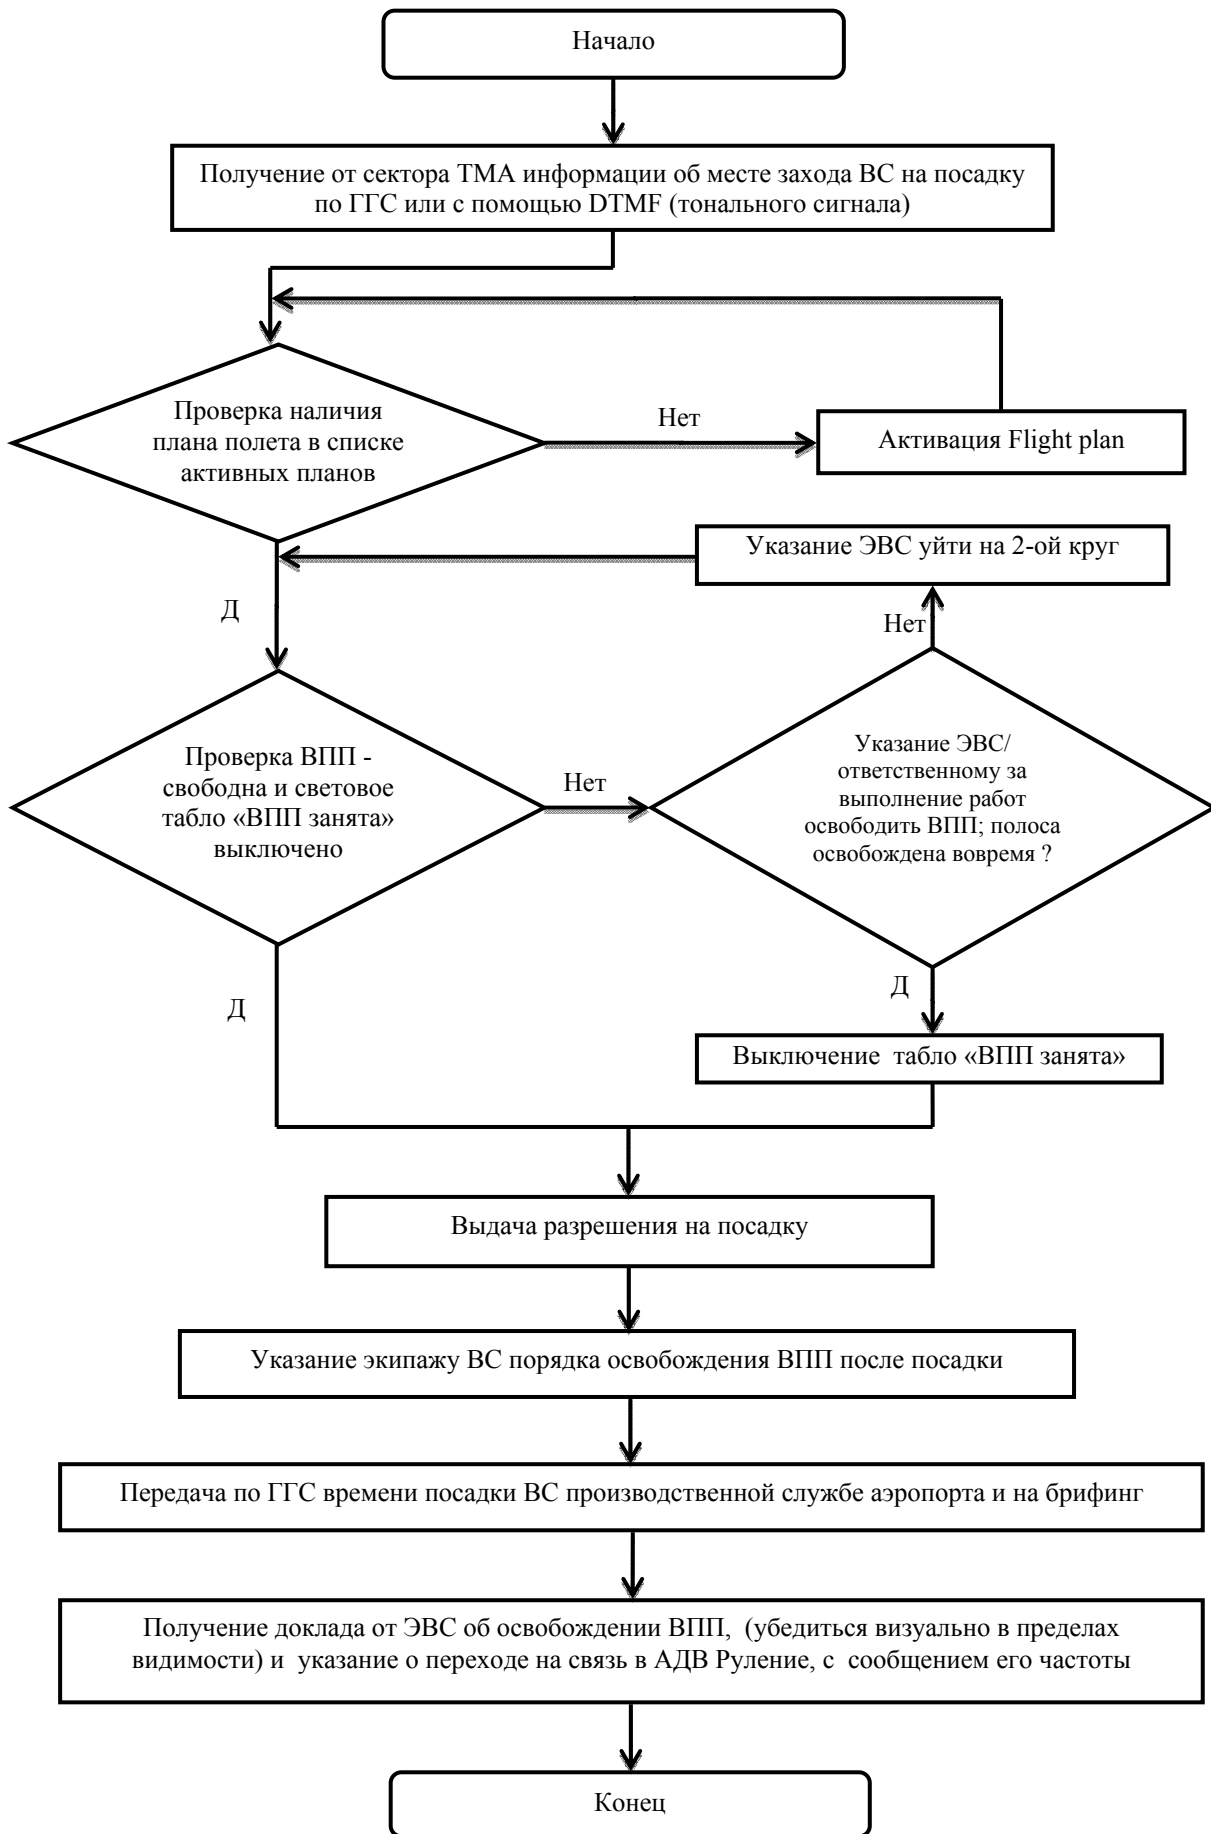 Начало
Получение от сектора ТМА информации об месте захода ВС на посадку
по ГГС или с помощью DTMF (тонального сигнала)
Проверка наличия
плана полета в списке
активных планов
Нет
Активация Flight plan
Указание ЭВС уйти на 2-ой круг
Д
Нет
Проверка ВПП -
свободна и световое
табло «ВПП занята»
выключено
Нет
Указание ЭВС/
ответственному за
выполнение работ
освободить ВПП; полоса
освобождена вовремя ?
Д
Д
Выключение табло «ВПП занята»
Выдача разрешения на посадку
Указание экипажу ВС порядка освобождения ВПП после посадки
Передача по ГГС времени посадки ВС производственной службе аэропорта и на брифинг
Получение доклада от ЭВС об освобождении ВПП, (убедиться визуально в пределах
видимости) и указание о переходе на связь в АДВ Руление, с сообщением его частоты
Конец